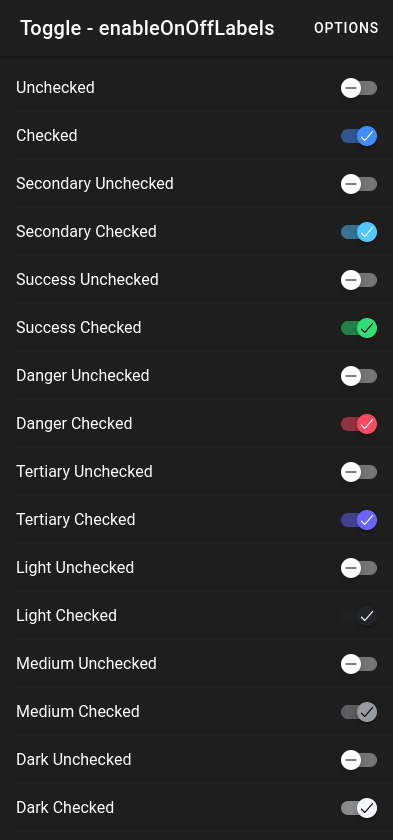 Toggle - enableOnOffLabels OPTIONS
Unchecked
Checked
Secondary Unchecked
Secondary Checked
Success Unchecked
Success Checked
Danger Unchecked
Danger Checked
Tertiary Unchecked
Tertiary Checked
Light Unchecked
Light Checked
Medium Unchecked
Medium Checked
Dark Unchecked
Dark Checked